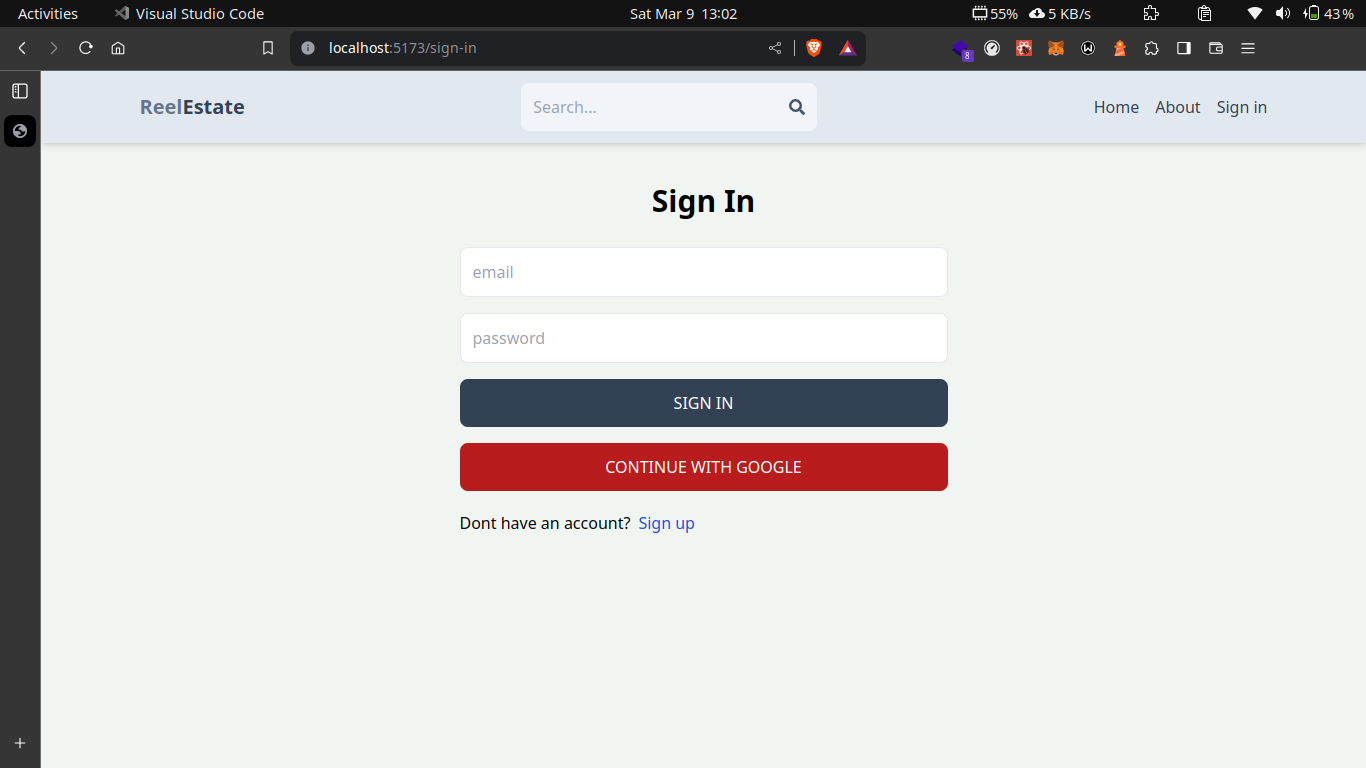 Activities Visual Studio Code Sat Mar 9 13:02 55% 5 KB/s 43%
localhost:5173/sign-in 8
ReelEstate Search... Home About Sign in
Sign In
email
password
SIGN IN
CONTINUE WITH GOOGLE
Dont have an account? Sign up